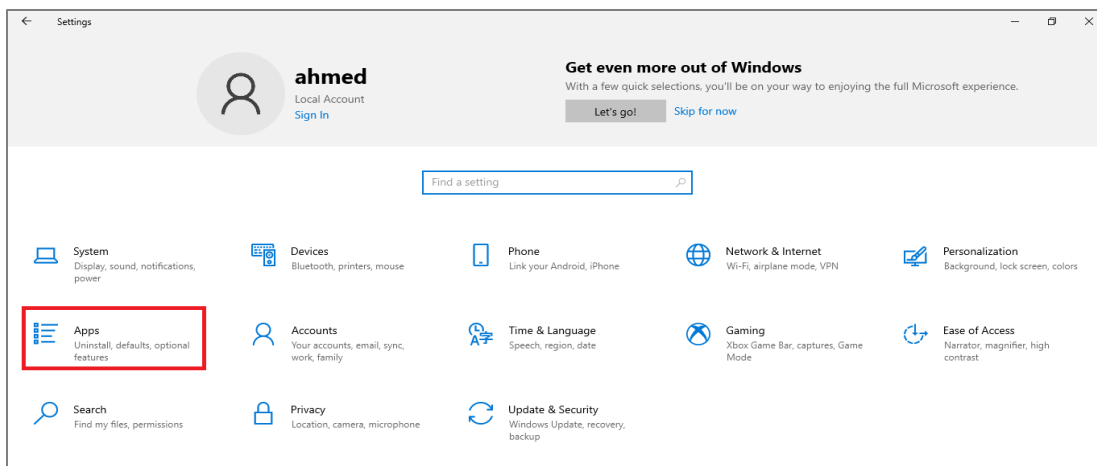 Settings
ahmed
Local Account
Sign In
Get even more out of Windows
With a few quick selections, you'll be on your way to enjoying the full Microsoft experience.
Let's go!
Skip for now
Find a setting
System
Display, sound, notifications,
power
Devices
Bluetooth, printers, mouse
Phone
Link your Android, iPhone
Network & Internet
Wi-Fi, airplane mode, VPN
Personalization
Background, lock screen, colors
Apps
Uninstall, defaults, optional
features
Accounts
Your accounts, email, sync,
work, family
Time & Language
Speech, region, date
Gaming
Xbox Game Bar, captures, Game
Mode
Ease of Access
Narrator, magnifier, high
contrast
Search
Find my files, permissions
Privacy
Location, camera, microphone
Update & Security
Windows Update, recovery,
backup